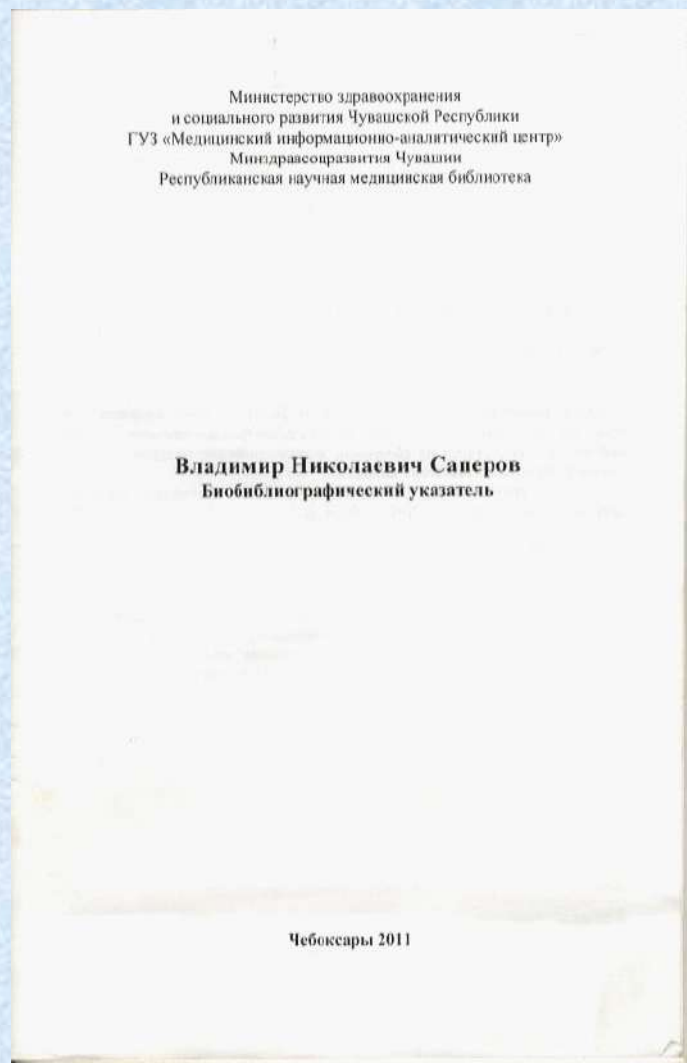 Министерство здравоохранения
и социального развития Чувашской Республики
ГУЗ «Медицинский информационно-аналитический центр»
Минздравсоцразвития Чувашии
Республиканская научная медицинская библиотека
Владимир Николаевич Саперов
Биобиблиографический указатель
Чебоксары 2011